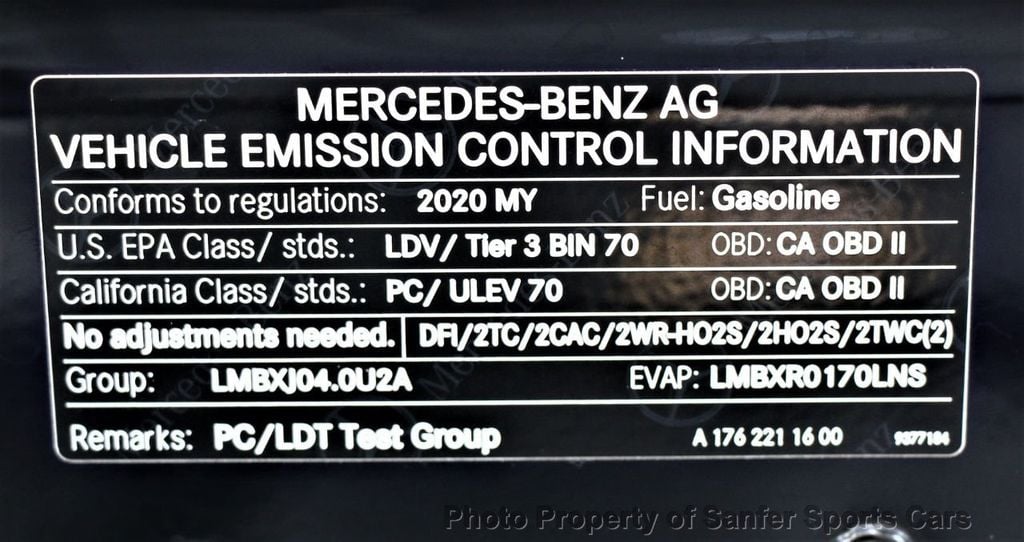 MERCEDES-BENZ AG
VEHICLE EMISSION CONTROL INFORMATION
Conforms to regulations: 2020 MY Fuel: Gasoline
U.S. EPA Class/ stds.: LDV/ Tier 3 BIN 70 OBD: CA OBD II
California Class/ stds.: PC/ ULEV 70 OBD: CA OBD II
No adjustments needed. DFI/2TC/2CAC/2WR-HO2S/2HO2S/2TWC(2)
Group: LMBXJ04.0U2A EVAP: LMBXR0170LNS
Remarks: PC/LDT Test Group A 176 221 16 00
Photo Property of Sanfer Sports Cars